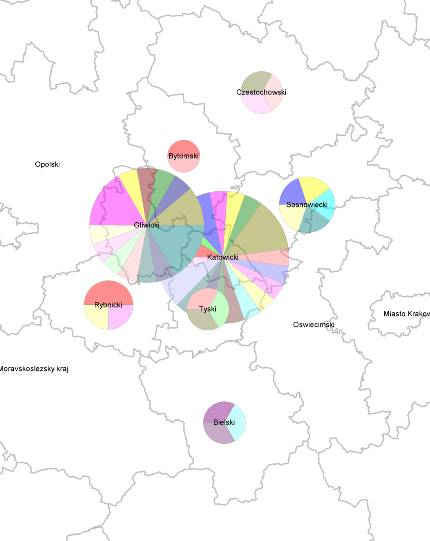 Czestochowski
Bytomski
Opolski
Sosnowiecki
Gliwicki
Katowicki
Rybnicki
Tyski
Oswiecimski
Miasto Krakow
Moravskoslezsky kraj
Bielski